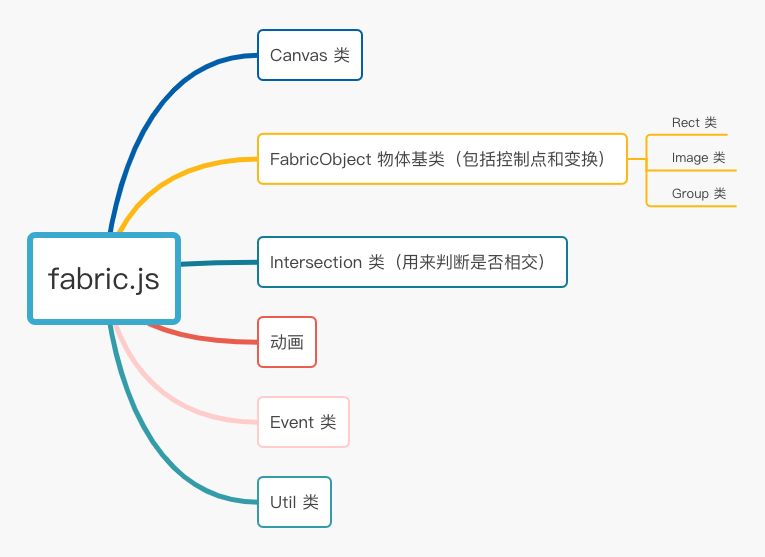 fabric.js
Canvas 类
FabricObject 物体基类（包括控制点和变换）
Rect 类
Image 类
Group 类
Intersection 类（用来判断是否相交）
动画
Event 类
Util 类